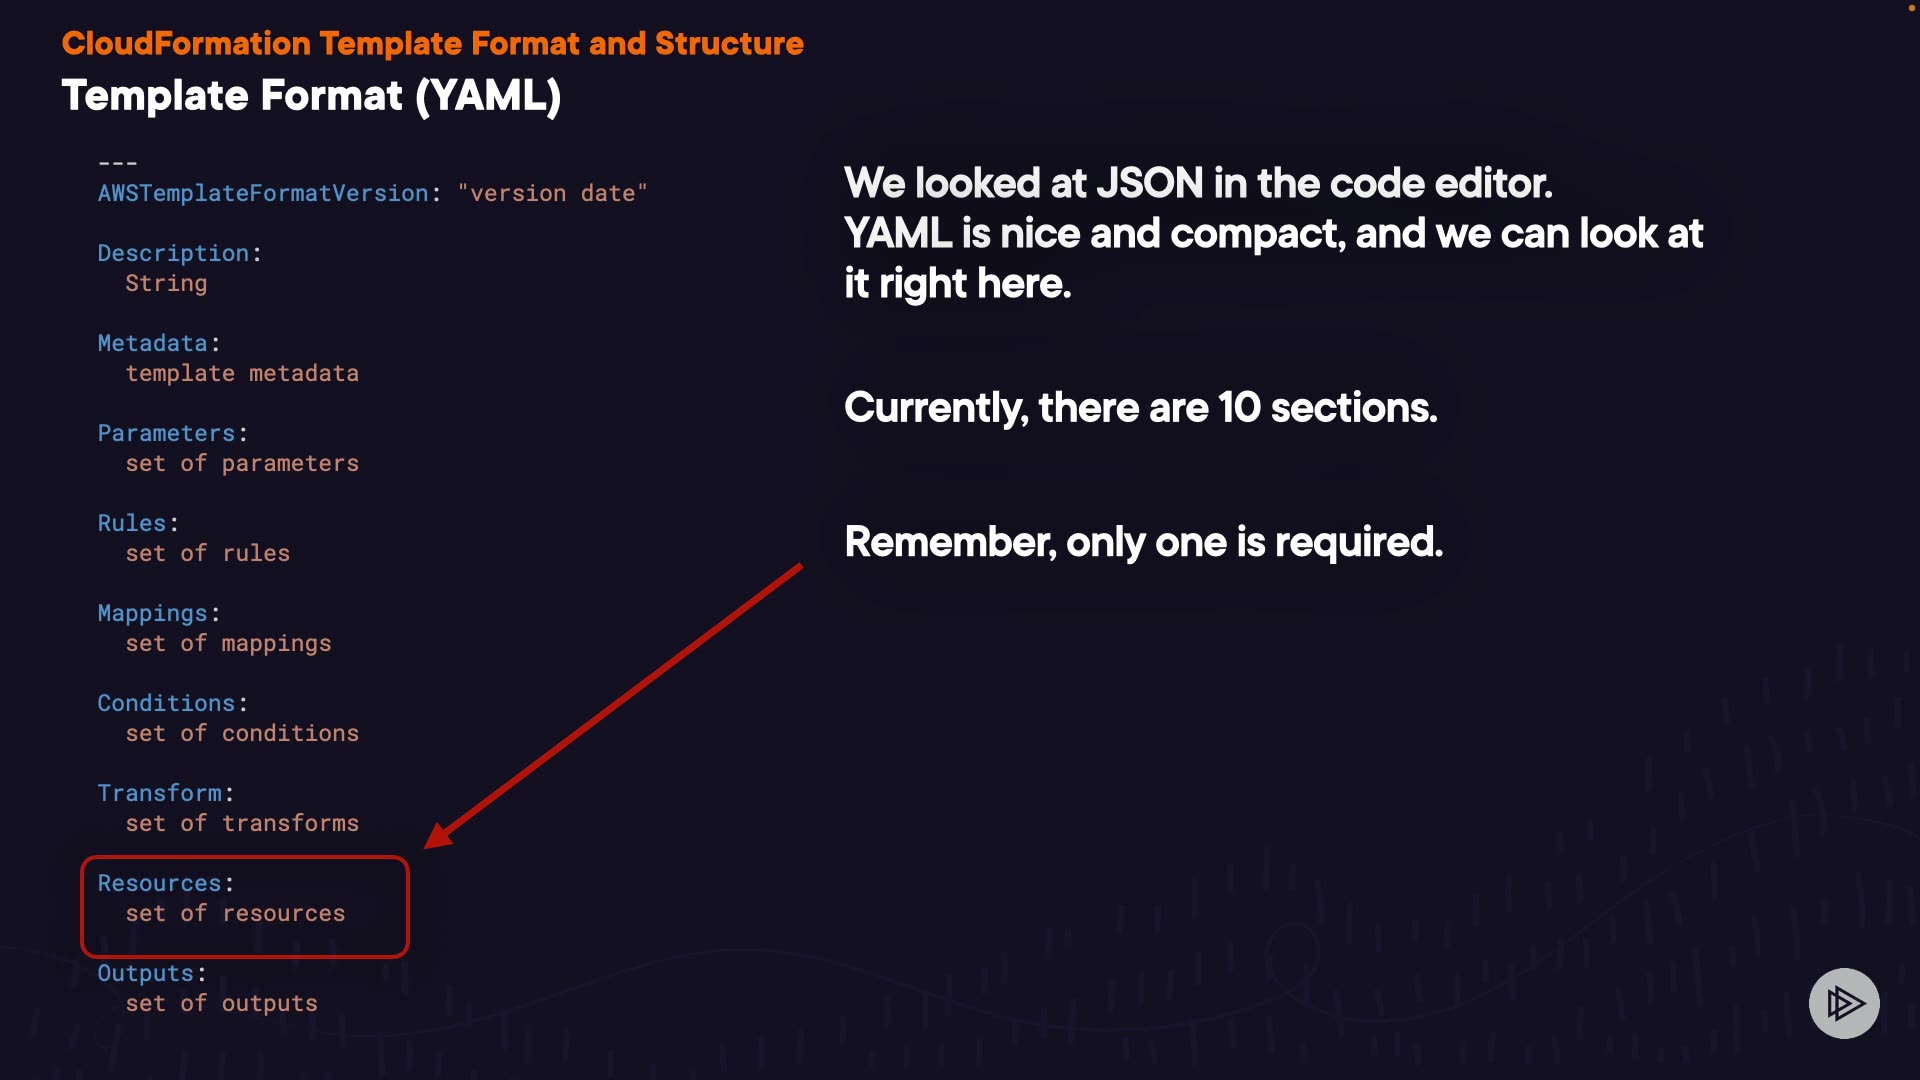 CloudFormation Template Format and Structure
Template Format (YAML)
---
AWSTemplateFormatVersion: "version date"
Description:
  String
Metadata:
  template metadata
Parameters:
  set of parameters
Rules:
  set of rules
Mappings:
  set of mappings
Conditions:
  set of conditions
Transform:
  set of transforms
Resources:
  set of resources
Outputs:
  set of outputs
We looked at JSON in the code editor.
YAML is nice and compact, and we can look at
it right here.
Currently, there are 10 sections.
Remember, only one is required.